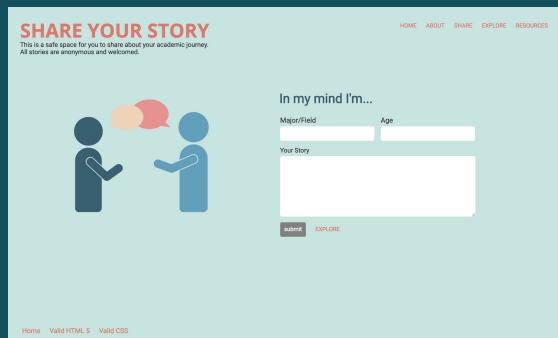 SHARE YOUR STORY
This is a safe space for you to share about your academic journey.
All stories are anonymous and welcomed.
HOME ABOUT SHARE EXPLORE RESOURCES
In my mind I'm...
Major/Field Age
Your Story
submit EXPLORE
Home Valid HTML 5 Valid CSS